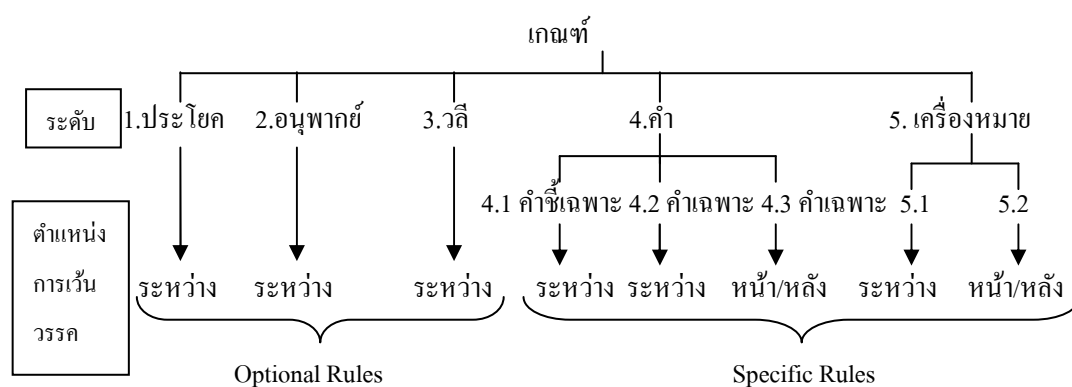 เกณฑ์
ระดับ 1.ประโยค 2.อนุพากย์ 3.วลี 4.คำ 5. เครื่องหมาย
4.1 คำชี้เฉพาะ 4.2 คำเฉพาะ 4.3 คำเฉพาะ 5.1 5.2
ตำแหน่ง
การเว้น
วรรค
ระหว่าง ระหว่าง ระหว่าง ระหว่าง ระหว่าง หน้า/หลัง ระหว่าง หน้า/หลัง
Optional Rules Specific Rules